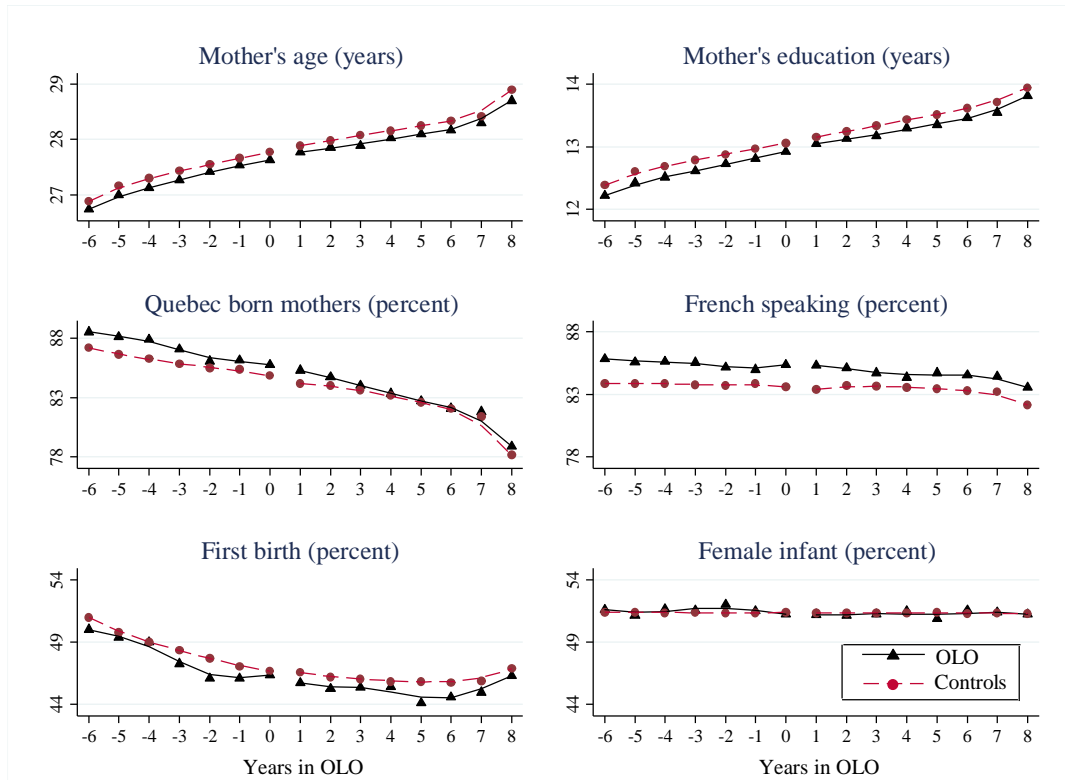 Mother's age (years)
29
28
27
-6 -5 -4 -3 -2 -1 0 1 2 3 4 5 6 7 8
Mother's education (years)
14
13
12
-6 -5 -4 -3 -2 -1 0 1 2 3 4 5 6 7 8
Quebec born mothers (percent)
88
83
78
-6 -5 -4 -3 -2 -1 0 1 2 3 4 5 6 7 8
French speaking (percent)
88
83
78
-6 -5 -4 -3 -2 -1 0 1 2 3 4 5 6 7 8
First birth (percent)
54
49
44
-6 -5 -4 -3 -2 -1 0 1 2 3 4 5 6 7 8
Years in OLO
Female infant (percent)
54
49
44
OLO
Controls
-6 -5 -4 -3 -2 -1 0 1 2 3 4 5 6 7 8
Years in OLO